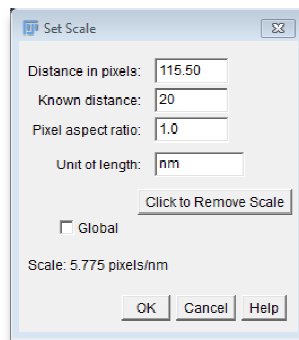 Set Scale
Distance in pixels: 115.50
Known distance: 20
Pixel aspect ratio: 1.0
Unit of length: nm
Click to Remove Scale
Global
Scale: 5.775 pixels/nm
OK Cancel Help